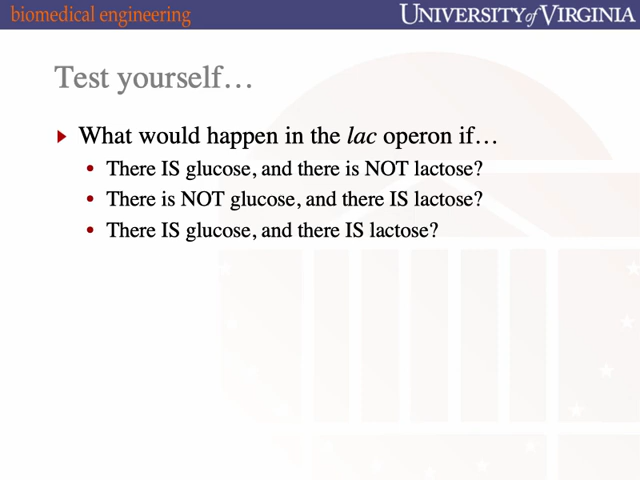 biomedical engineering
UNIVERSITY of VIRGINIA
Test yourself…
What would happen in the lac operon if…
• There IS glucose, and there is NOT lactose?
• There is NOT glucose, and there IS lactose?
• There IS glucose, and there IS lactose?